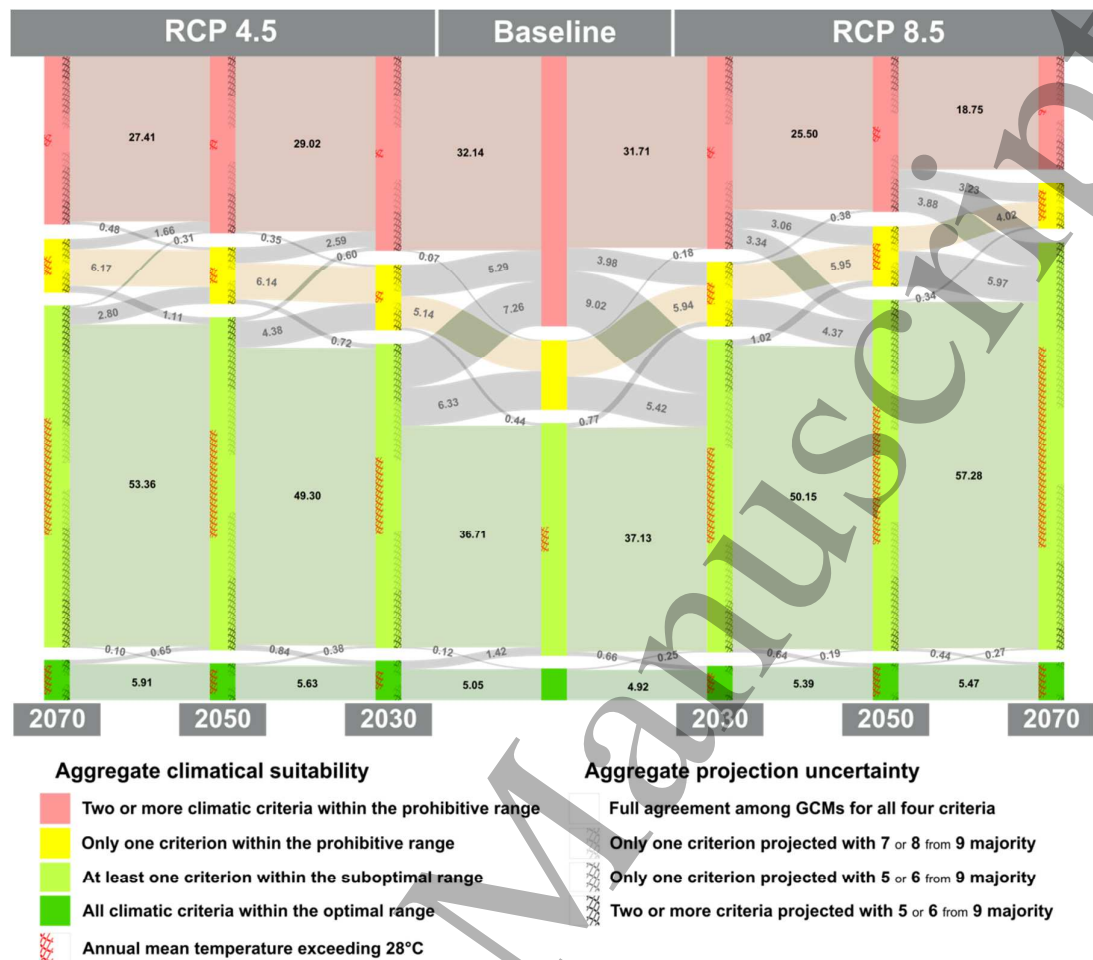 RCP 4.5 Baseline RCP 8.5
18.75
27.41 29.02 32.14 31.71 25.50
3.23
3.88
0.48 1.66 0.31 0.35 2.59 0.60 0.07 5.29 3.98 0.18 3.06 0.38 4.02
3.34
6.17 6.14 5.14 7.26 9.02 5.94 5.95 5.97
2.80 1.11 4.38 0.72 1.02 4.37 0.34
6.33 0.44 0.77 5.42
53.36 49.30 36.71 37.13 50.15 57.28
0.10 0.65 0.84 0.38 0.12 1.42 0.66 0.25 0.64 0.19 0.44 0.27
5.91 5.63 5.05 4.92 5.39 5.47
2070 2050 2030 2030 2050 2070
Aggregate climatical suitability
Two or more climatic criteria within the prohibitive range
Only one criterion within the prohibitive range
At least one criterion within the suboptimal range
All climatic criteria within the optimal range
Annual mean temperature exceeding 28°C
Aggregate projection uncertainty
Full agreement among GCMs for all four criteria
Only one criterion projected with 7 or 8 from 9 majority
Only one criterion projected with 5 or 6 from 9 majority
Two or more criteria projected with 5 or 6 from 9 majority
Manuscript